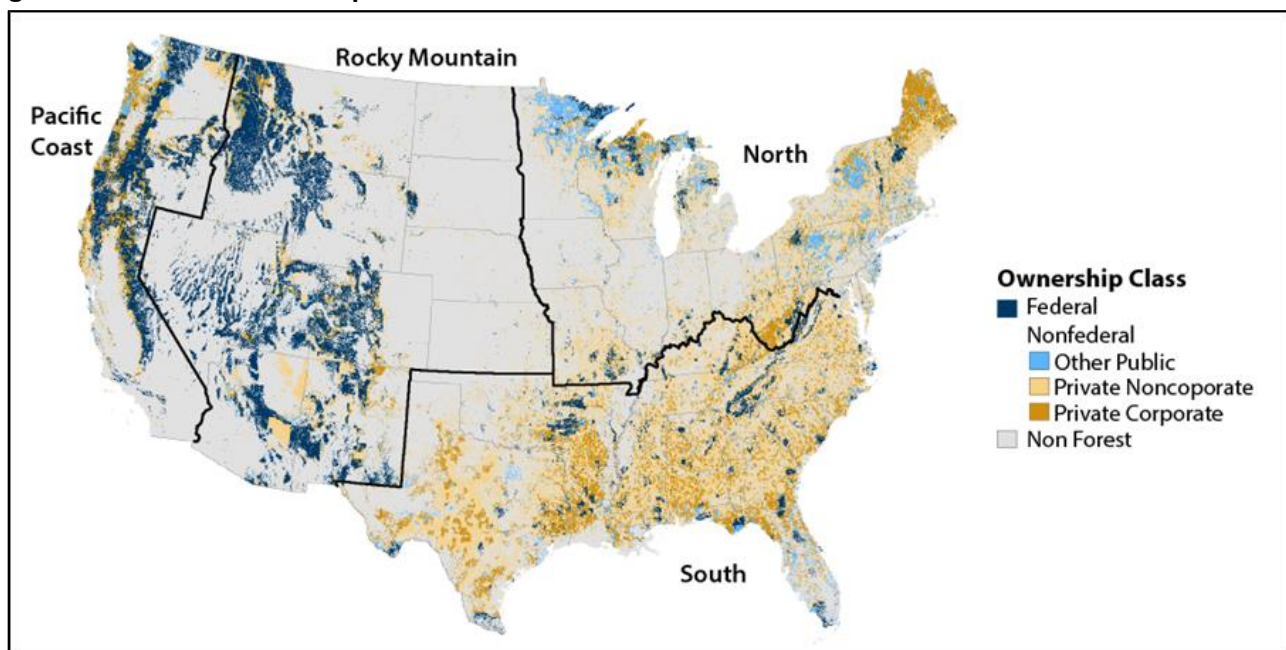 Rocky Mountain
Pacific
Coast
North
South
Ownership Class
Federal
Nonfederal
Other Public
Private Noncoporate
Private Corporate
Non Forest